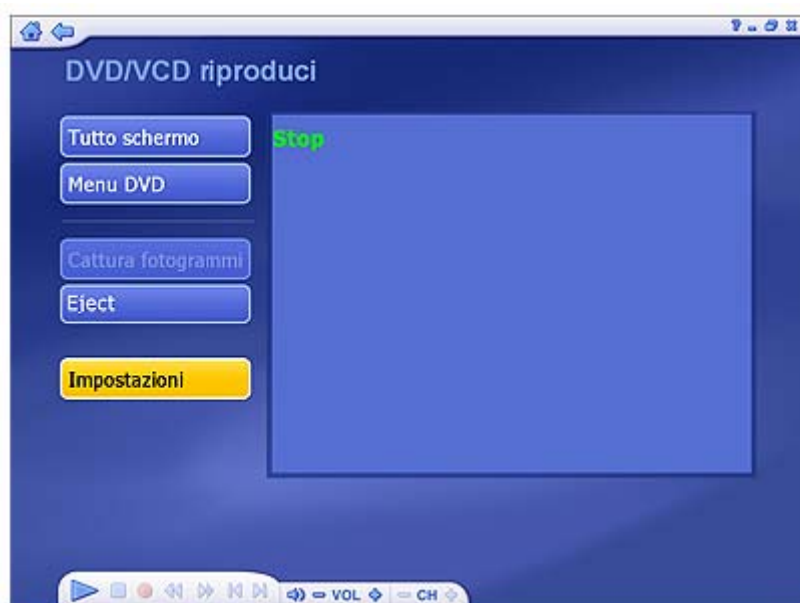 DVD/VCD riproduci
Tutto schermo
Stop
Menu DVD
Cattura fotogrammi
Eject
Impostazioni
VOL
CH